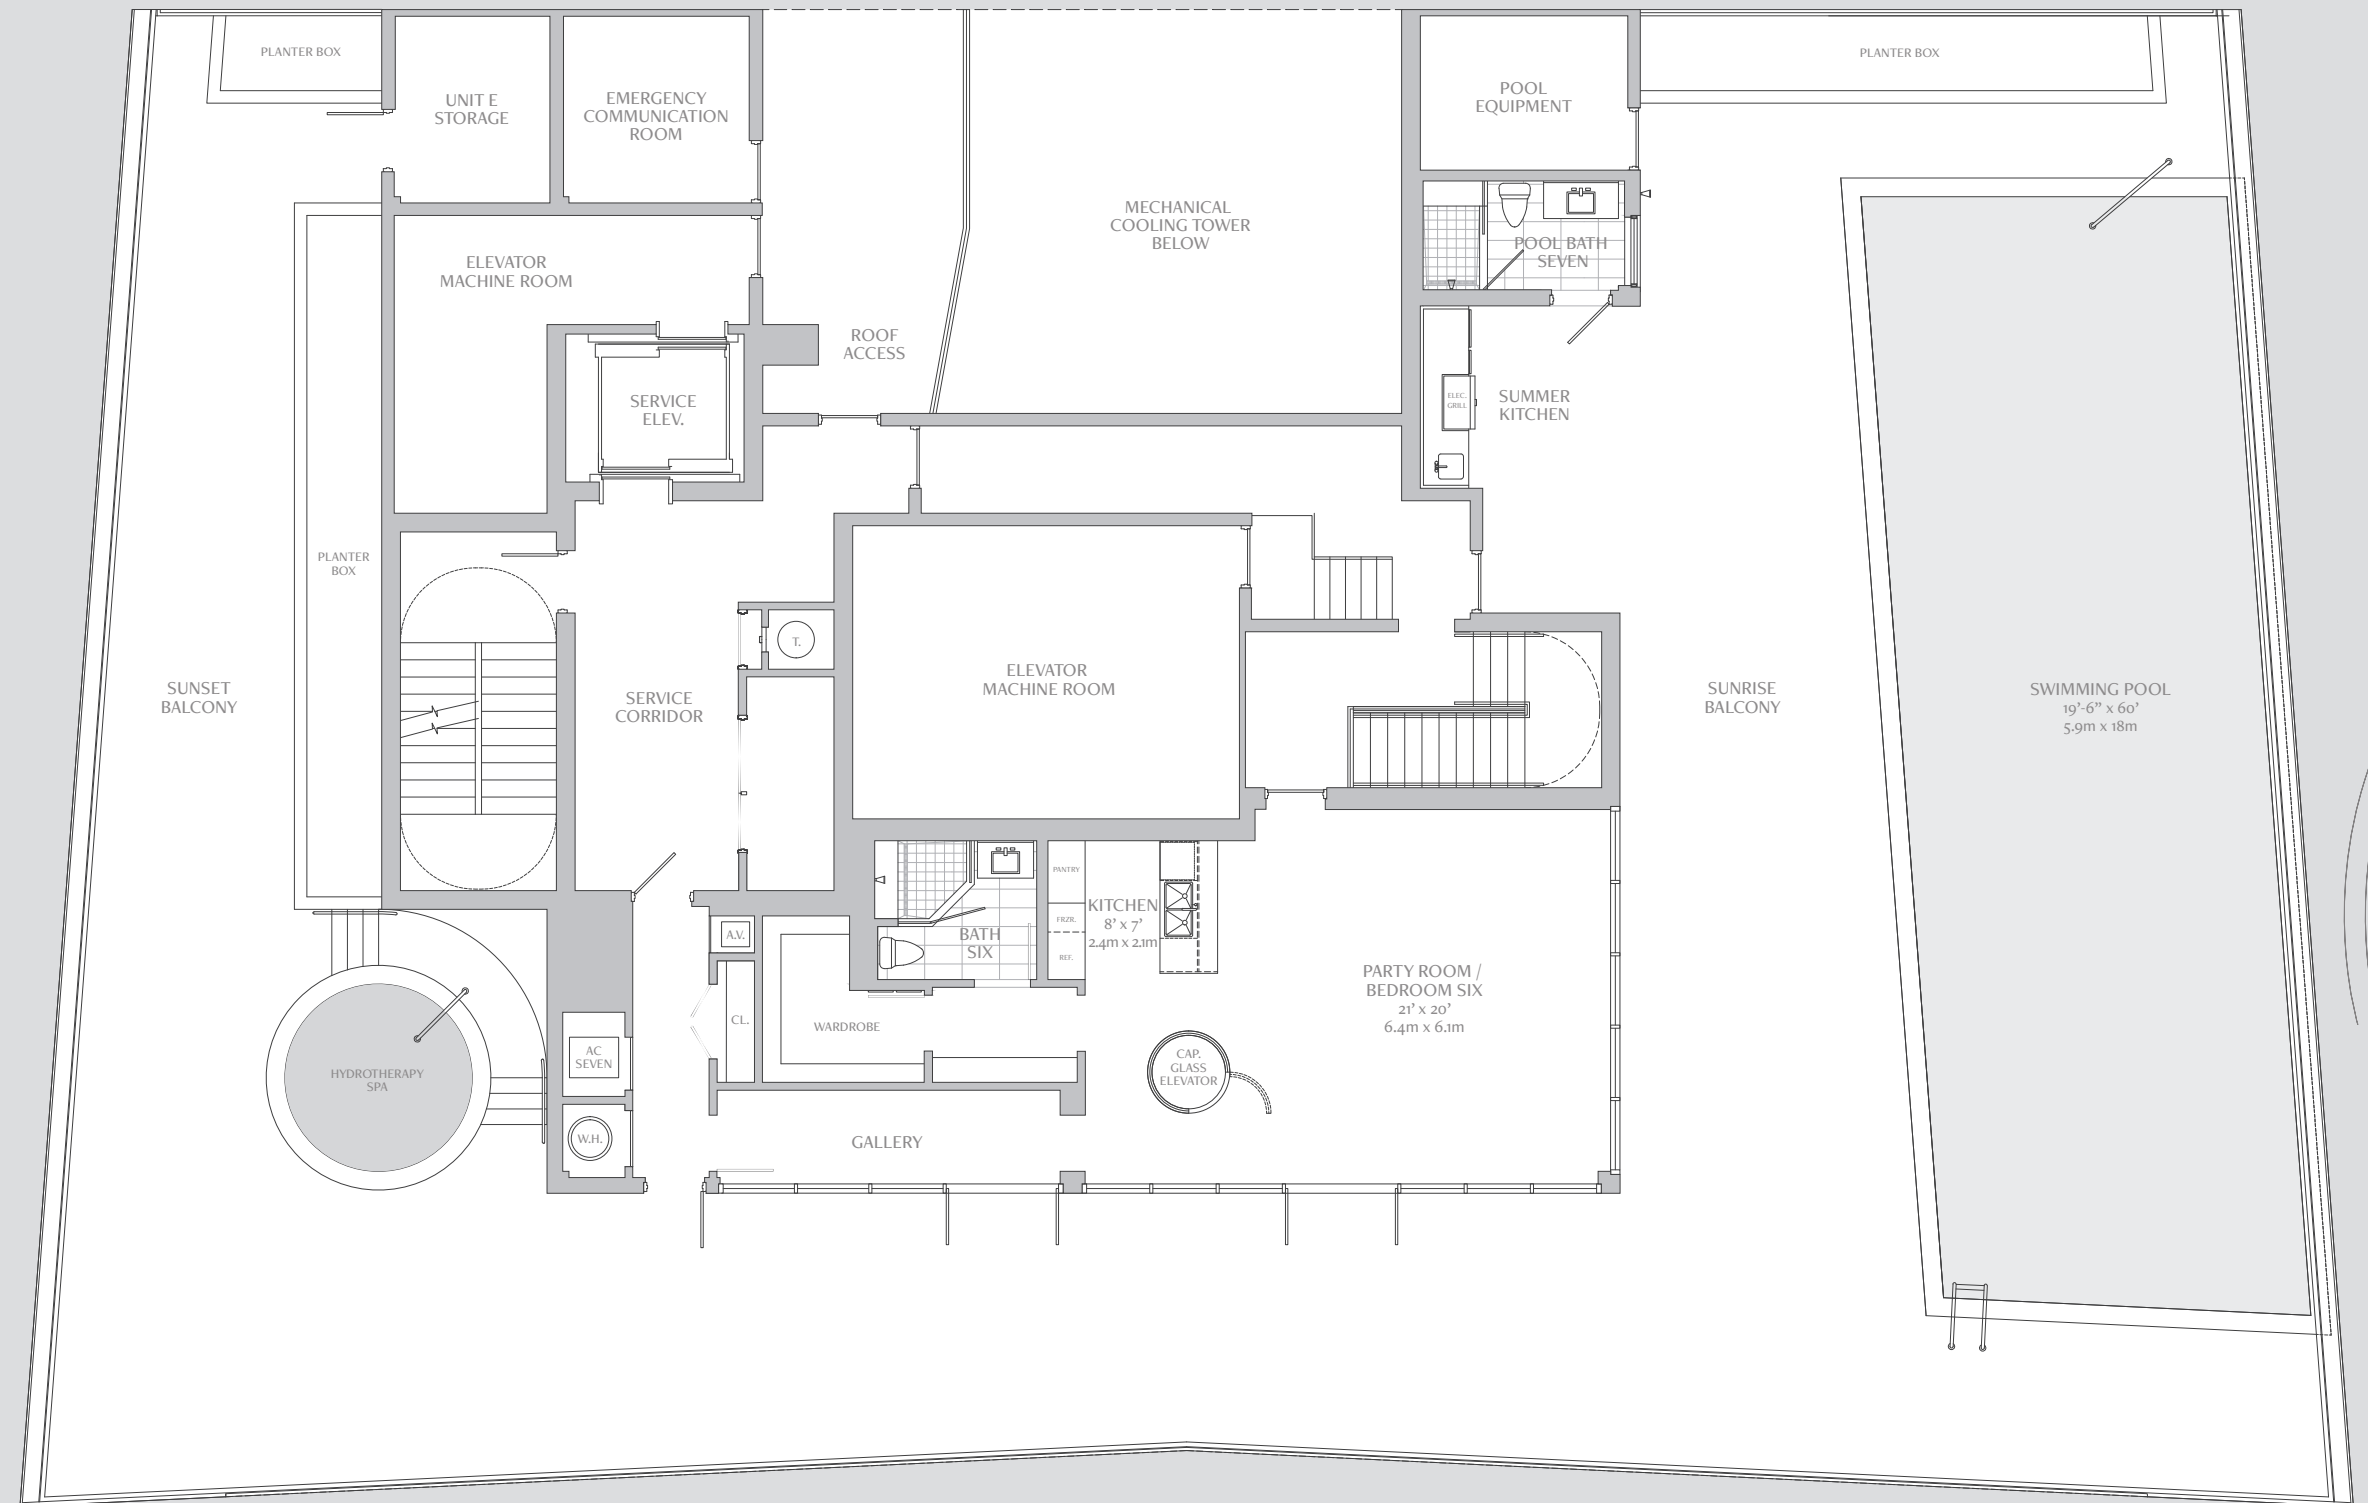 PLANTER BOX
UNIT E
STORAGE
EMERGENCY
COMMUNICATION
ROOM
POOL
EQUIPMENT
PLANTER BOX
MECHANICAL
COOLING TOWER
BELOW
POOL BATH
SEVEN
ELEVATOR
MACHINE ROOM
ROOF
ACCESS
SERVICE
ELEV.
ELEC.
GRILL
SUMMER
KITCHEN
PLANTER
BOX
T.
SUNSET
BALCONY
SERVICE
CORRIDOR
ELEVATOR
MACHINE ROOM
SUNRISE
BALCONY
SWIMMING POOL
19'-6" x 60'
5.9m x 18m
PANTRY
FRZR.
REF.
KITCHEN
8' x 7'
2.4m x 2.1m
A.V.
BATH
SIX
PARTY ROOM /
BEDROOM SIX
21' x 20'
6.4m x 6.1m
CL.
WARDROBE
AC
SEVEN
CAP.
GLASS
ELEVATOR
HYDROTHERAPY
SPA
W.H.
GALLERY